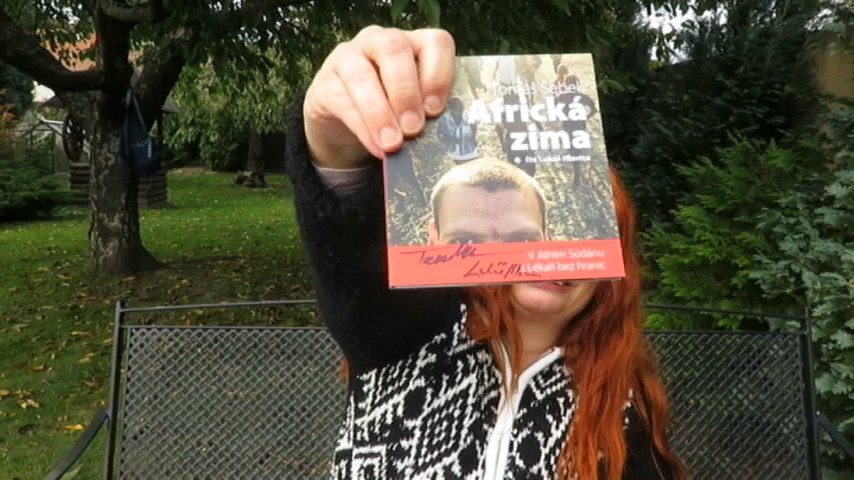 Tomáš Šebek
Africká
zima
čte Lukáš Hlavica
V Jižním Súdánu
s Lékaři bez hranic